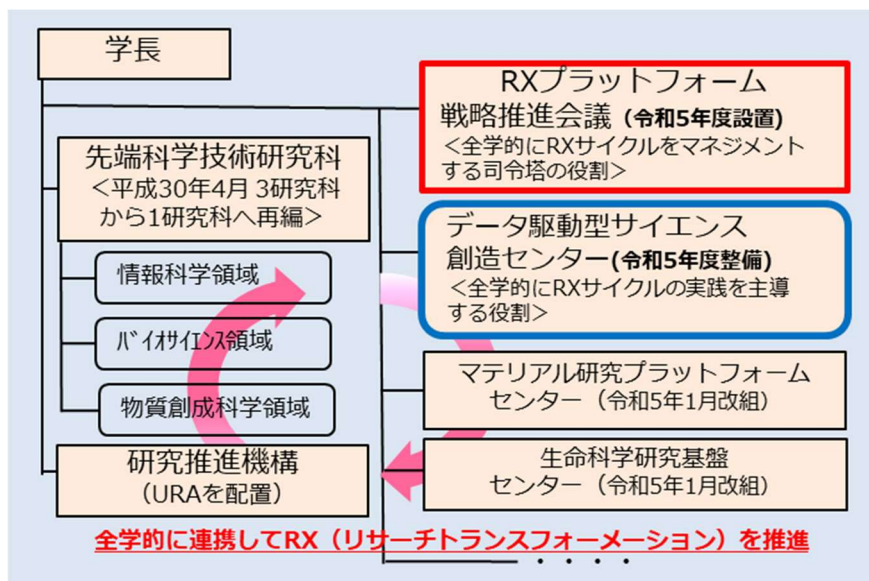 学長
先端科学技術研究科
<平成30年4月 3研究科
から1研究科へ再編>
情報科学領域
バイオサイエンス領域
物質創成科学領域
研究推進機構
（URAを配置）
RXプラットフォーム
戦略推進会議（令和5年度設置)
<全学的にRXサイクルをマネジメント
する司令塔の役割>
データ駆動型サイエンス
創造センター(令和5年度整備)
<全学的にRXサイクルの実践を主導
する役割>
マテリアル研究プラットフォーム
センター（令和5年1月改組）
生命科学研究基盤
センター（令和5年1月改組）
全学的に連携してRX（リサーチトランスフォーメーション）を推進
・・・・